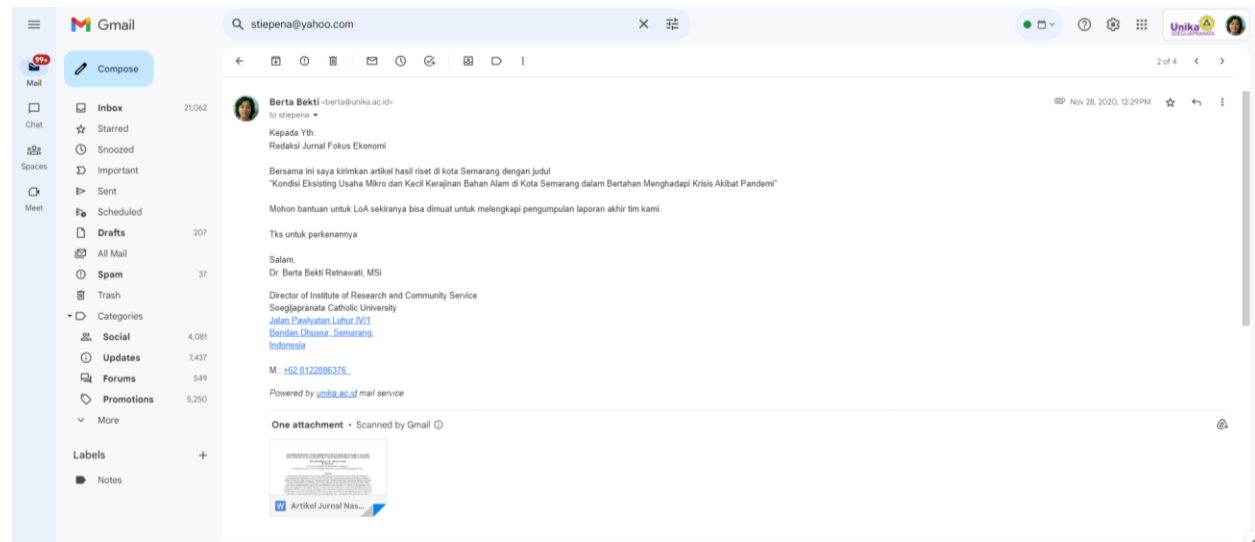 Gmail
stiepena@yahoo.com
Unika
SOEGIJAPRANATA
99+
Mail
Chat
Spaces
Meet
Compose
Inbox 21,062
Starred
Snoozed
Important
Sent
Scheduled
Drafts 207
All Mail
Spam 37
Trash
Categories
Social 4,081
Updates 7,437
Forums 549
Promotions 5,250
More
Labels
Notes
2 of 4
Berta Bekti <berta@unika.ac.id>
Nov 28, 2020, 12:29 PM
to stiepena
Kepada Yth:
Redaksi Jurnal Fokus Ekonomi
Bersama ini saya kirimkan artikel hasil riset di kota Semarang dengan judul
"Kondisi Eksisting Usaha Mikro dan Kecil Kerajinan Bahan Alam di Kota Semarang dalam Bertahan Menghadapi Krisis Akibat Pandemi"
Mohon bantuan untuk LoA sekiranya bisa dimuat untuk melengkapi pengumpulan laporan akhir tim kami.
Tks untuk perkenannya
Salam,
Dr. Berta Bekti Retnawati, MSi
Director of Institute of Research and Community Service
Soegijapranata Catholic University
Jalan Pawiyatan Luhur IV/1
Bendan Dhuwur, Semarang,
Indonesia
M.: +62 8122886376
Powered by unika.ac.id mail service
One attachment • Scanned by Gmail
W Artikel Jurnal Nas...